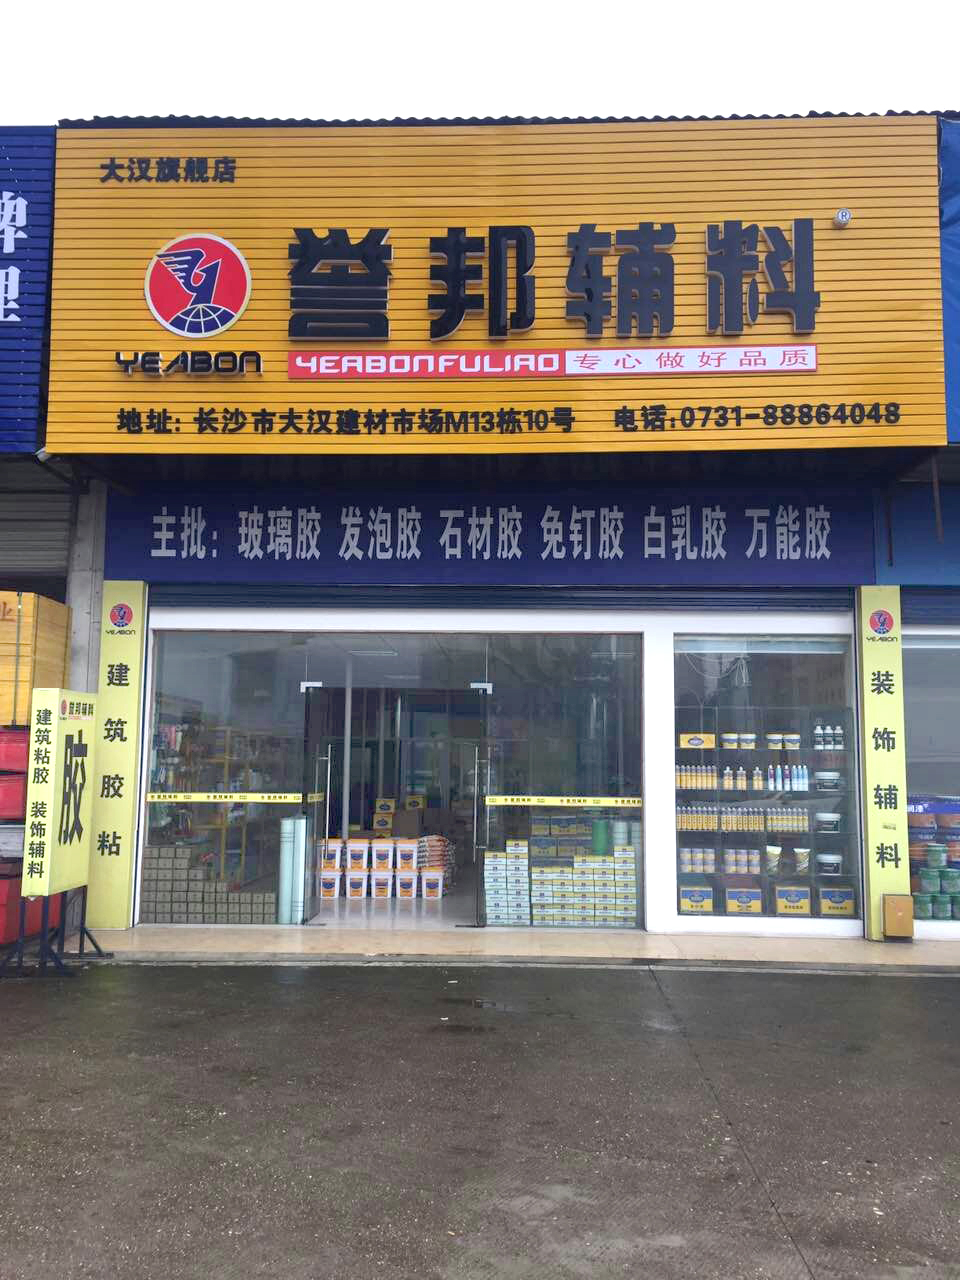 大汉旗舰店
誉邦辅料®
YEABON
YEABONFULIAO 专心做好品质
地址:长沙市大汉建材市场M13栋10号 电话:0731-88864048
主批:玻璃胶 发泡胶 石材胶 免钉胶 白乳胶 万能胶
YEABON
建筑胶粘
YEABON
装饰辅料
誉邦辅料
建筑粘胶 装饰辅料
胶
牌
理